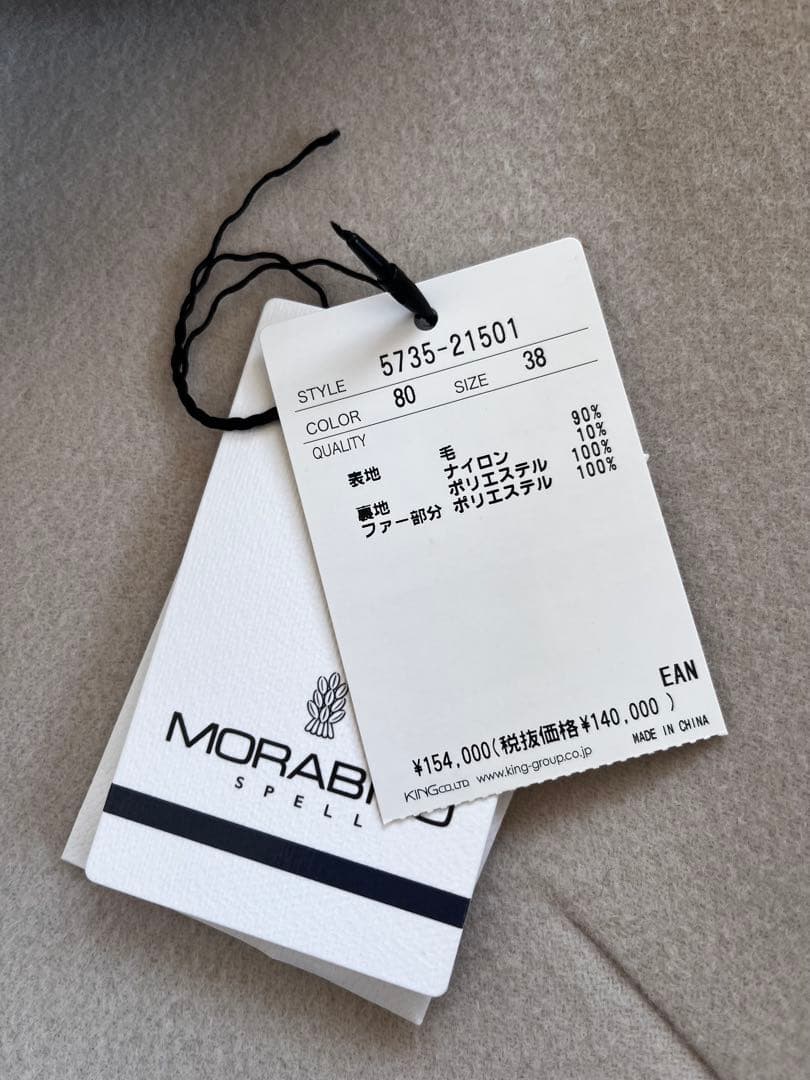 STYLE 5735-21501
COLOR 80 SIZE 38
QUALITY
表地 毛 90%
ナイロン 10%
裏地 ポリエステル 100%
ファー部分 ポリエステル 100%
EAN
¥154,000(税抜価格¥140,000 )
KING CO.,LTD www.king-group.co.jp MADE IN CHINA
SPELL